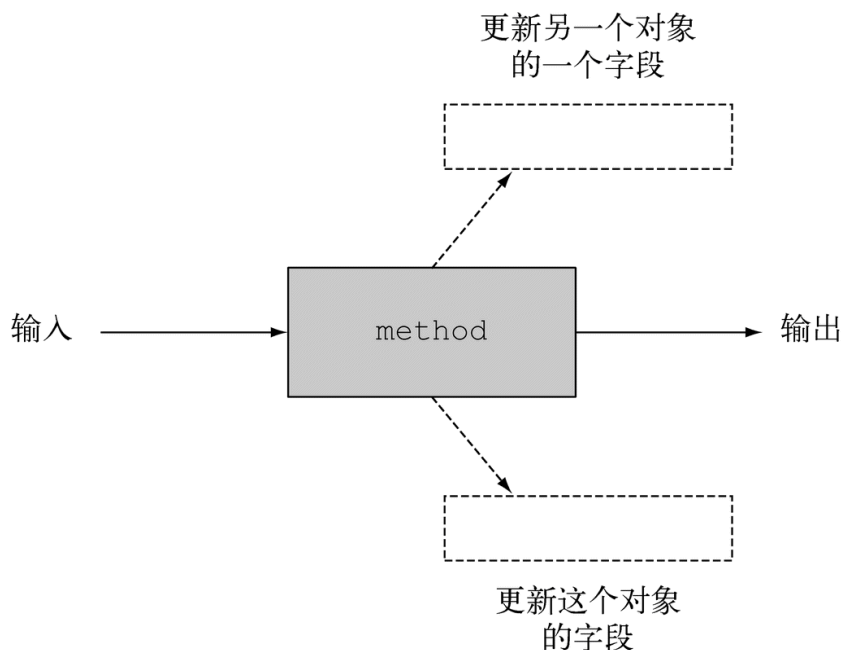 更新另一个对象
的一个字段
输入
method
输出
更新这个对象
的字段